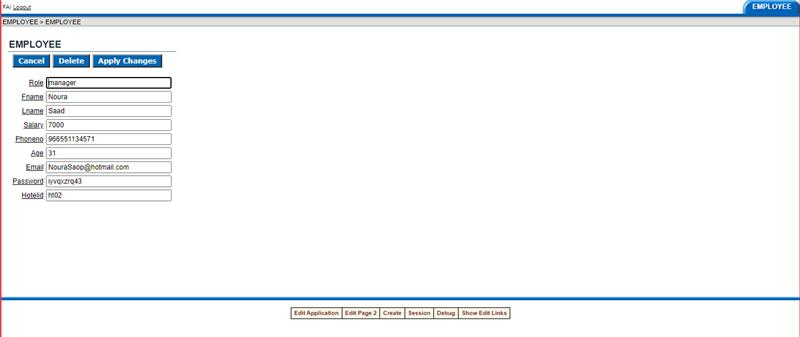 FAI Logout
EMPLOYEE
EMPLOYEE > EMPLOYEE
EMPLOYEE
Cancel Delete Apply Changes
Role manager
Fname Noura
Lname Saad
Salary 7000
Phoneno 966551134571
Age 31
Email NouraSaop@hotmail.com
Password iyvqxzrq43
Hotelid ht02
Edit Application Edit Page 2 Create Session Debug Show Edit Links